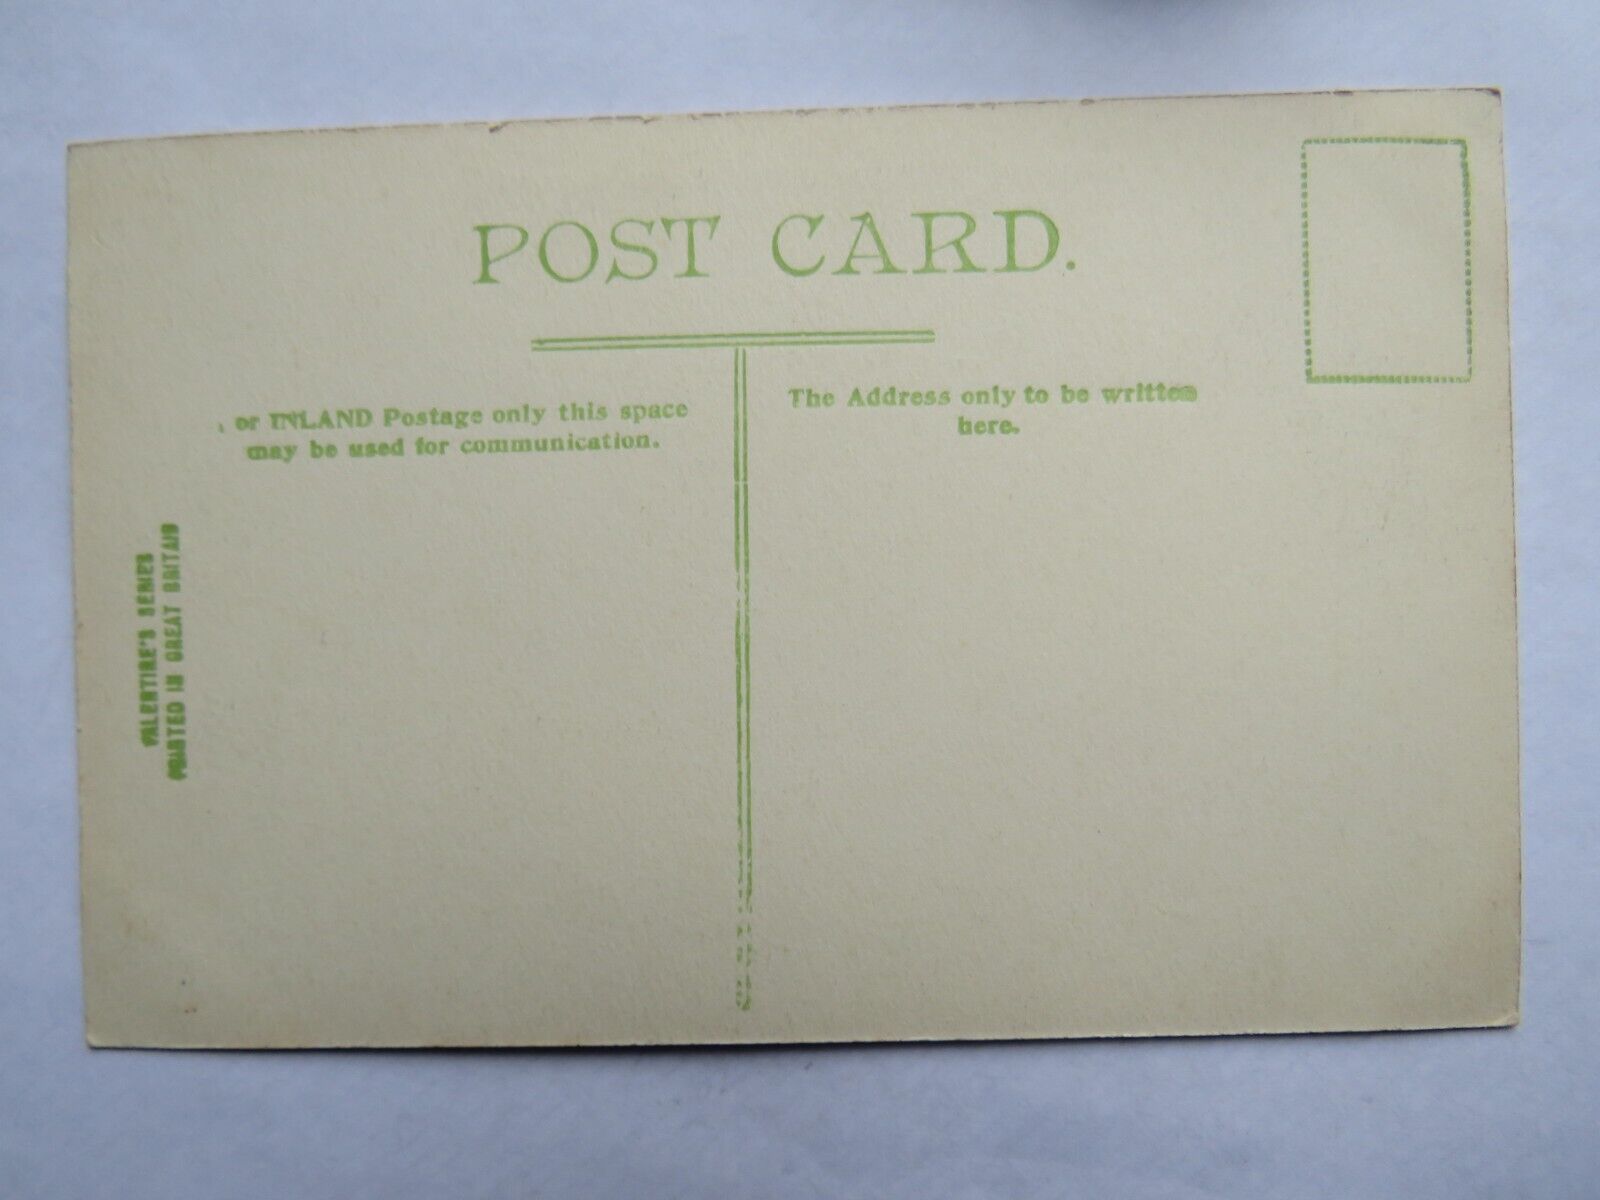 POST CARD.
or INLAND Postage only this space
may be used for communication.
The Address only to be written
here.
VALENTINE'S SERIES
PRINTED IN GREAT BRITAIN